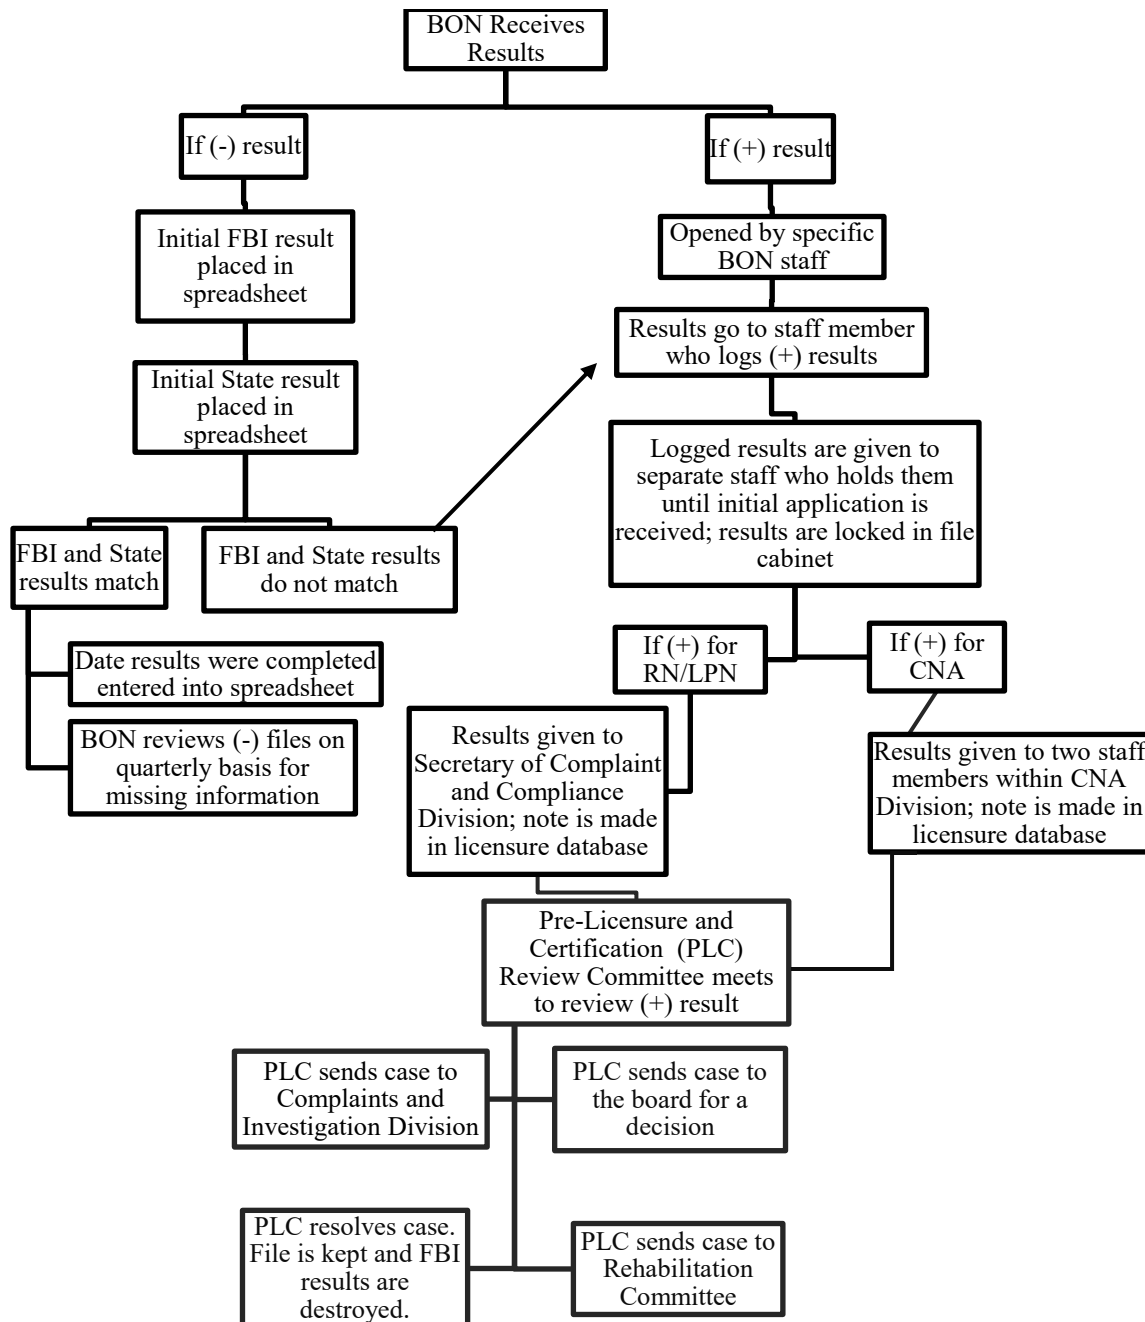 BON Receives
Results
If (-) result
If (+) result
Initial FBI result
placed in
spreadsheet
Opened by specific
BON staff
Results go to staff member
who logs (+) results
Initial State result
placed in
spreadsheet
Logged results are given to
separate staff who holds them
until initial application is
received; results are locked in file
cabinet
FBI and State
results match
FBI and State results
do not match
Date results were completed
entered into spreadsheet
BON reviews (-) files on
quarterly basis for
missing information
If (+) for
RN/LPN
If (+) for
CNA
Results given to
Secretary of Complaint
and Compliance
Division; note is made
in licensure database
Results given to two staff
members within CNA
Division; note is made in
licensure database
Pre-Licensure and
Certification  (PLC)
Review Committee meets
to review (+) result
PLC sends case to
Complaints and
Investigation Division
PLC sends case to
the board for a
decision
PLC resolves case.
File is kept and FBI
results are
destroyed.
PLC sends case to
Rehabilitation
Committee